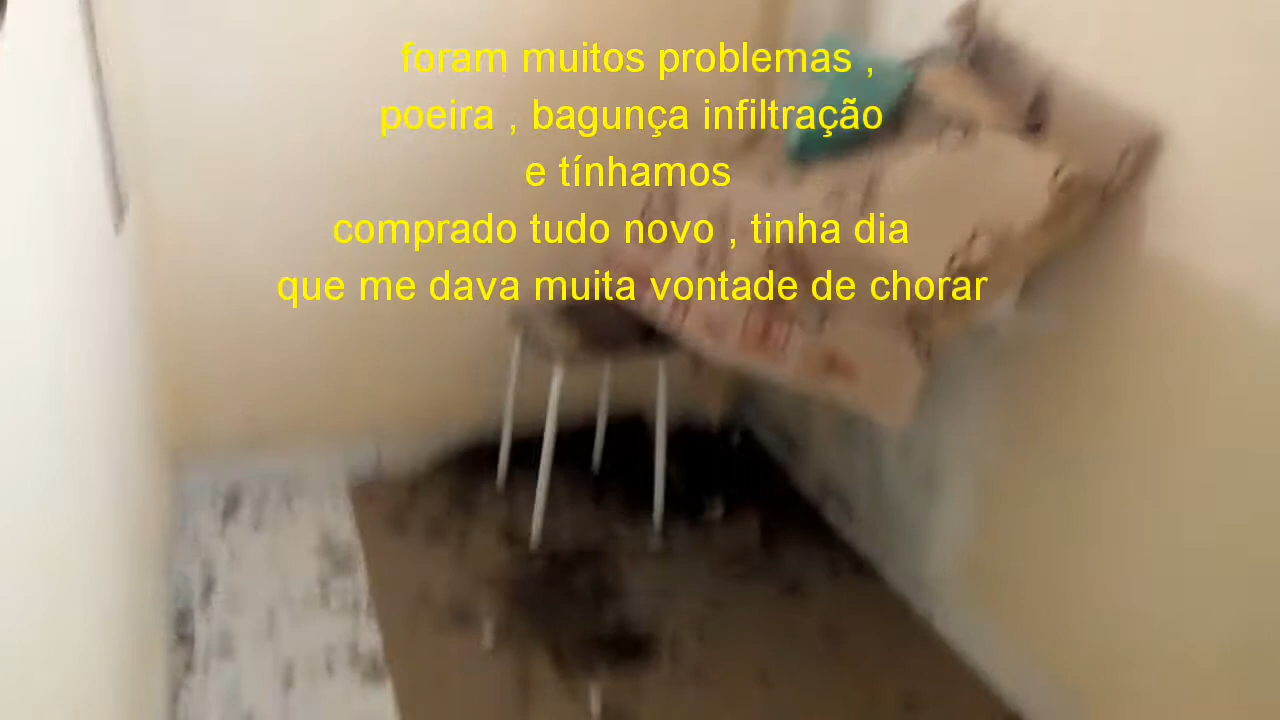 foram muitos problemas ,
poeira , bagunça infiltração
e tínhamos
comprado tudo novo , tinha dia
que me dava muita vontade de chorar